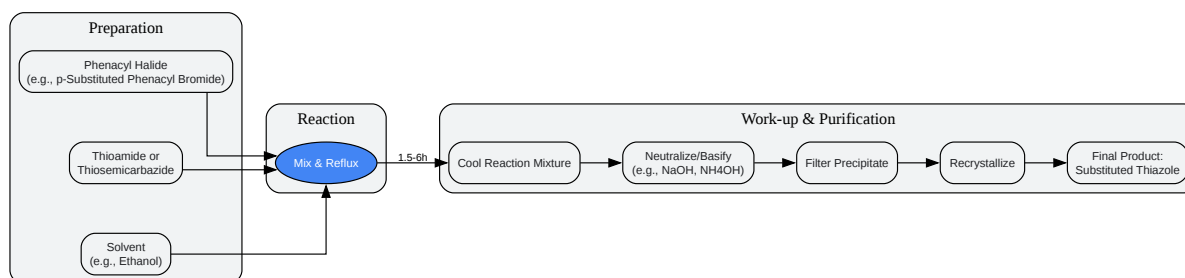 Preparation
Phenacyl Halide
(e.g., p-Substituted Phenacyl Bromide)
Thioamide or
Thiosemicarbazide
Solvent
(e.g., Ethanol)
Reaction
Mix & Reflux
1.5-6h
Work-up & Purification
Cool Reaction Mixture
Neutralize/Basify
(e.g., NaOH, NH4OH)
Filter Precipitate
Recrystallize
Final Product:
Substituted Thiazole